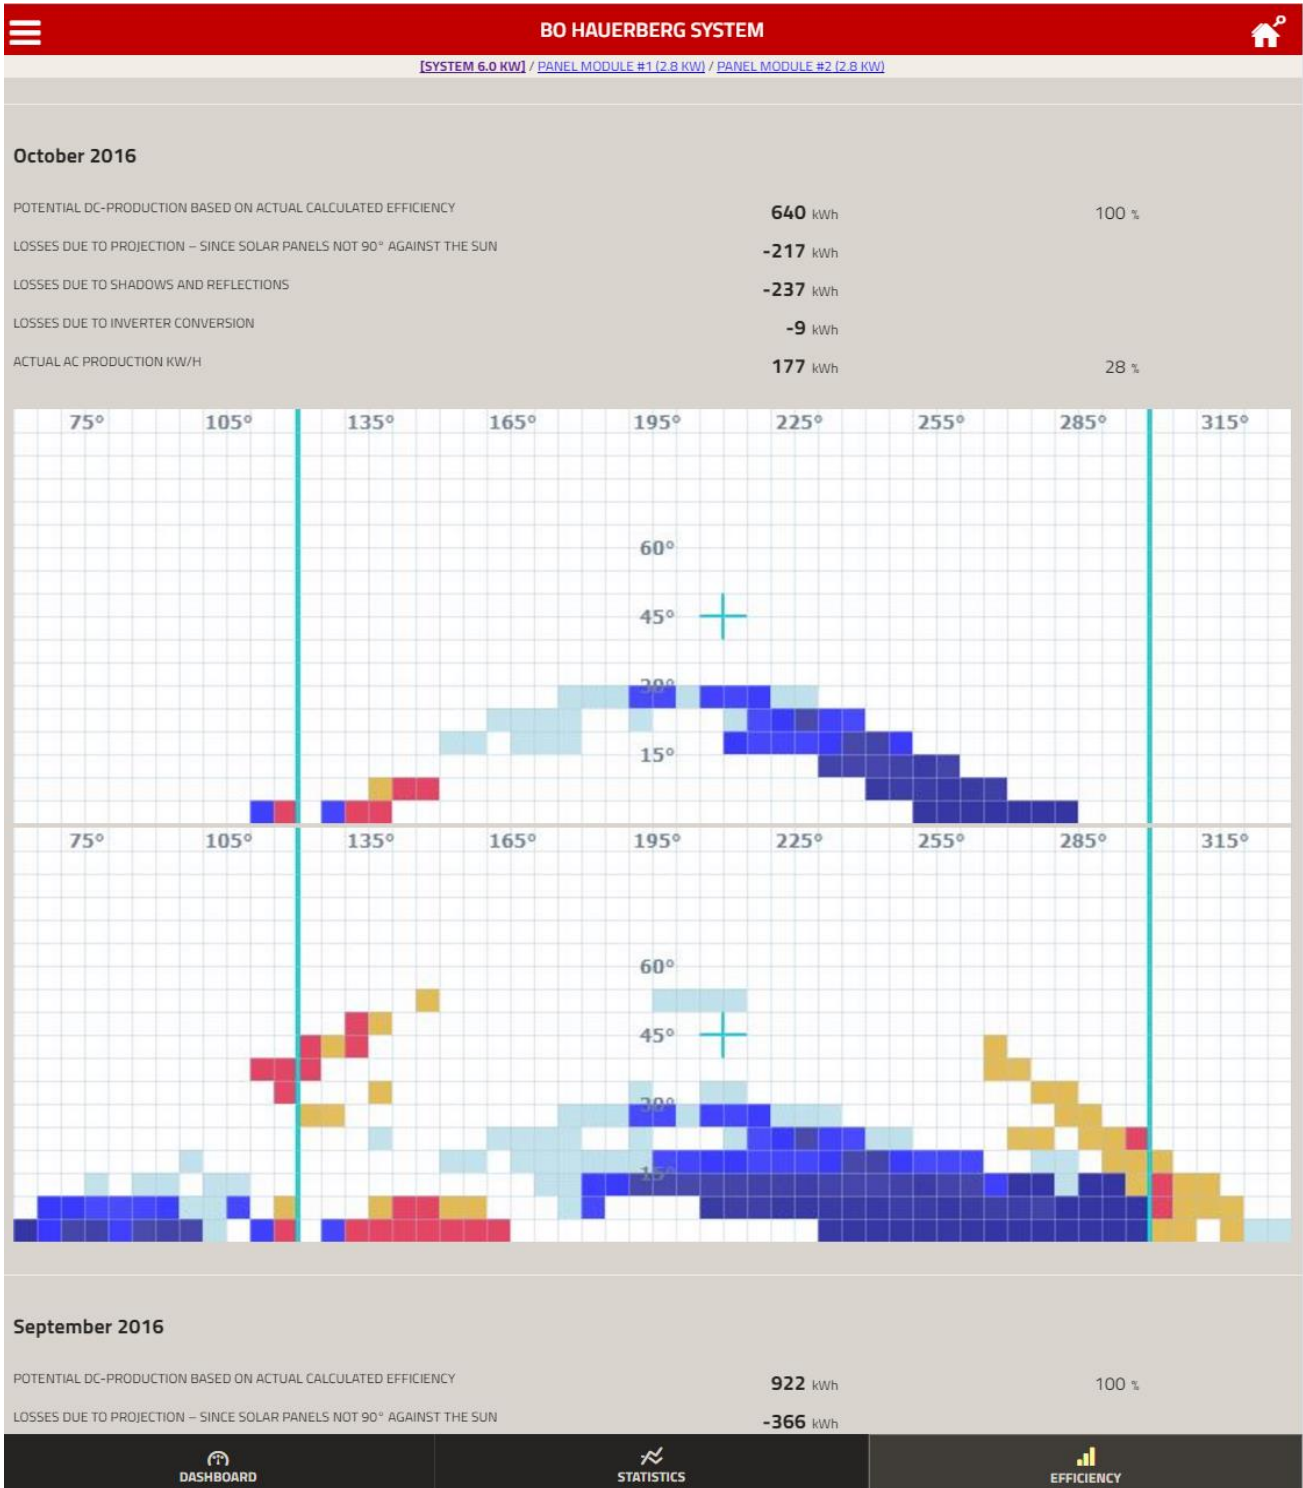 BO HAUERBERG SYSTEM
[SYSTEM 6.0 KW] / PANEL MODULE #1 (2.8 KW) / PANEL MODULE #2 (2.8 KW)
October 2016
POTENTIAL DC-PRODUCTION BASED ON ACTUAL CALCULATED EFFICIENCY 640 kWh 100 %
LOSSES DUE TO PROJECTION – SINCE SOLAR PANELS NOT 90° AGAINST THE SUN -217 kWh
LOSSES DUE TO SHADOWS AND REFLECTIONS -237 kWh
LOSSES DUE TO INVERTER CONVERSION -9 kWh
ACTUAL AC PRODUCTION KW/H 177 kWh 28 %
75° 105° 135° 165° 195° 225° 255° 285° 315°
60°
45°
30°
15°
75° 105° 135° 165° 195° 225° 255° 285° 315°
60°
45°
30°
15°
September 2016
POTENTIAL DC-PRODUCTION BASED ON ACTUAL CALCULATED EFFICIENCY 922 kWh 100 %
LOSSES DUE TO PROJECTION – SINCE SOLAR PANELS NOT 90° AGAINST THE SUN -366 kWh
DASHBOARD STATISTICS EFFICIENCY